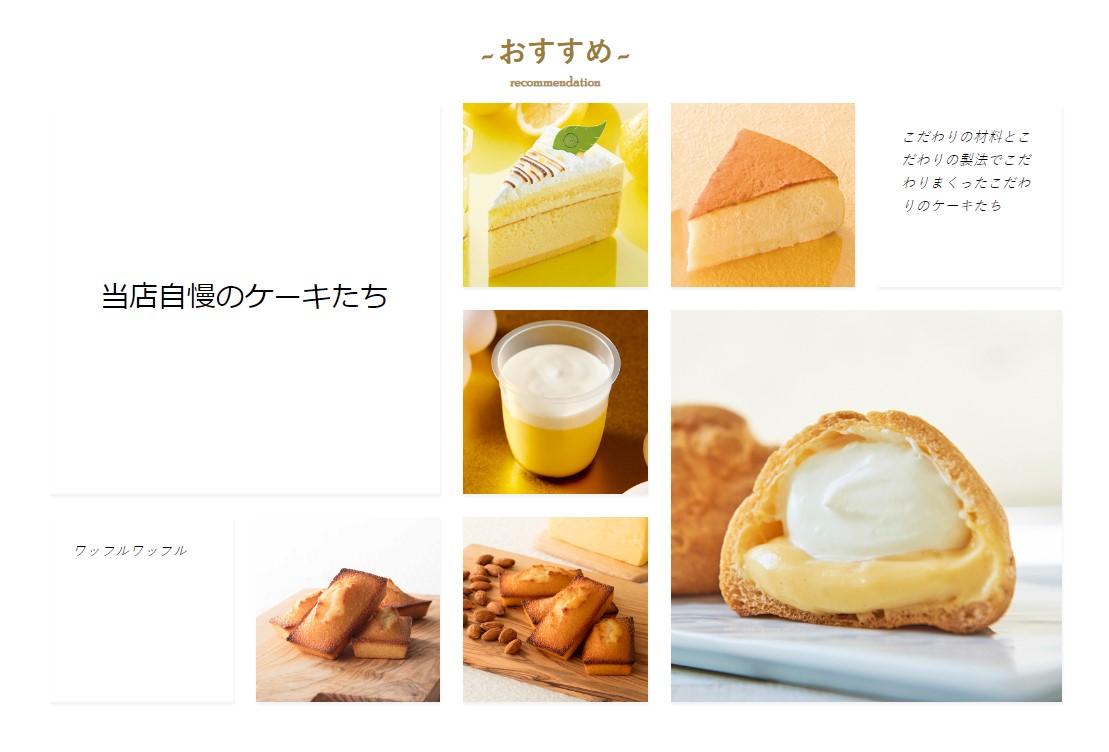 ~おすすめ~
recommendation
当店自慢のケーキたち
こだわりの材料とこ
だわりの製法でこだ
わりまくったこだわ
りのケーキたち
ワッフルワッフル